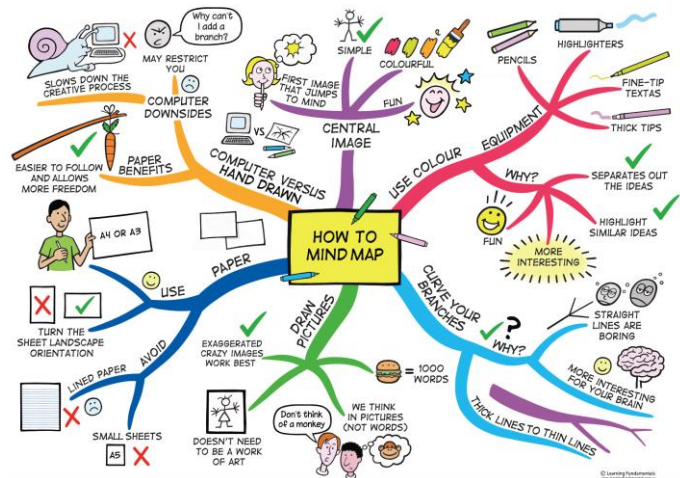 HOW TO
MIND MAP
CENTRAL
IMAGE
FIRST IMAGE
THAT JUMPS
TO MIND
SIMPLE
COLOURFUL
FUN
USE COLOUR
EQUIPMENT
PENCILS
HIGHLIGHTERS
FINE-TIP
TEXTAS
THICK TIPS
WHY?
SEPARATES OUT
THE IDEAS
HIGHLIGHT
SIMILAR IDEAS
MORE
INTERESTING
FUN
CURVE YOUR
BRANCHES
?
WHY?
STRAIGHT
LINES ARE
BORING
MORE INTERESTING
FOR YOUR BRAIN
THICK LINES TO THIN LINES
DRAW
PICTURES
= 1000
WORDS
WE THINK
IN PICTURES
(NOT WORDS)
Don't think
of a monkey
DOESN'T NEED
TO BE A WORK
OF ART
EXAGGERATED
CRAZY IMAGES
WORK BEST
PAPER
USE
A4 OR A3
TURN THE
SHEET LANDSCAPE
ORIENTATION
AVOID
LINED PAPER
SMALL SHEETS
A5
COMPUTER VERSUS
HAND DRAWN
VS
PAPER
BENEFITS
EASIER TO FOLLOW
AND ALLOWS
MORE FREEDOM
COMPUTER
DOWNSIDES
SLOWS DOWN THE
CREATIVE PROCESS
MAY RESTRICT
YOU
Why can't
I add a
branch?
© Learning Fundamentals